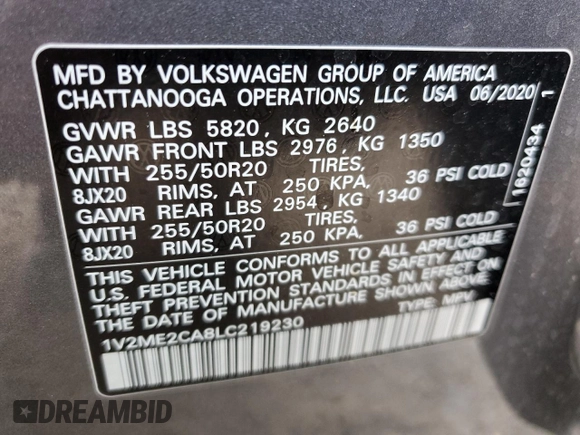 MFD BY VOLKSWAGEN GROUP OF AMERICA
CHATTANOOGA OPERATIONS, LLC. USA 06/2020
GVWR LBS 5820, KG 2640
GAWR FRONT LBS 2976, KG 1350
WITH 255/50R20 TIRES,
8JX20 RIMS, AT 250 KPA, 36 PSI COLD
GAWR REAR LBS 2954, KG 1340
WITH 255/50R20 TIRES,
8JX20 RIMS, AT 250 KPA, 36 PSI COLD
THIS VEHICLE CONFORMS TO ALL APPLICABLE
U.S. FEDERAL MOTOR VEHICLE SAFETY AND
THEFT PREVENTION STANDARDS IN EFFECT ON
THE DATE OF MANUFACTURE SHOWN ABOVE.
1V2ME2CA8LC219230 TYPE: MPV
1620434 1
DREAMBID